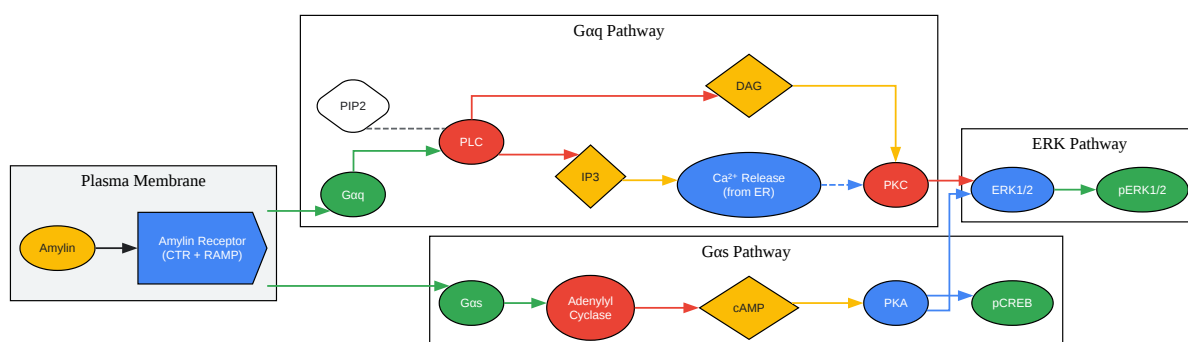 Gαq Pathway
DAG
PIP2
PLC
IP3
Ca²⁺ Release
(from ER)
PKC
Gαq
Plasma Membrane
Amylin
Amylin Receptor
(CTR + RAMP)
ERK Pathway
ERK1/2
pERK1/2
Gαs Pathway
Gαs
Adenylyl
Cyclase
cAMP
PKA
pCREB